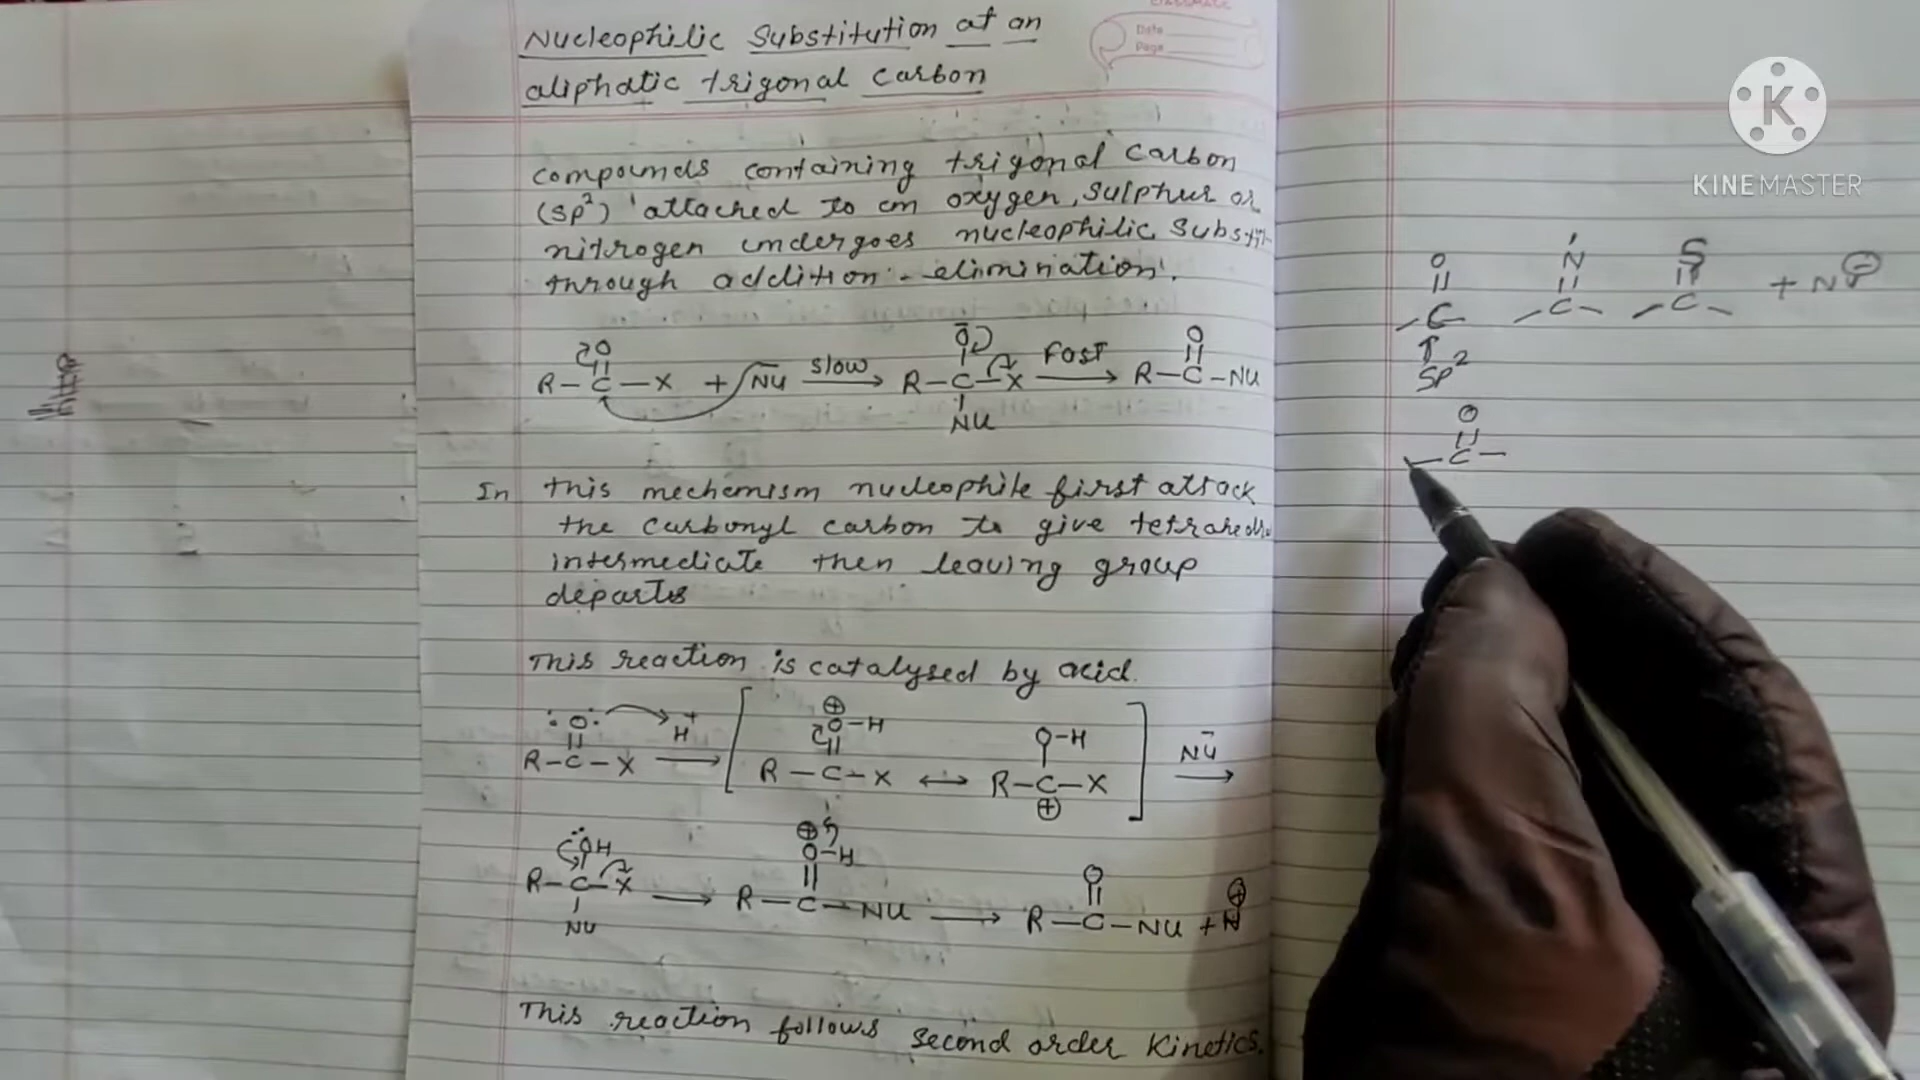 Nucleophilic Substitution at an
aliphatic trigonal carbon
classmate
Date
Page
compounds containing trigonal carbon
(sp²) attached to an oxygen, sulphur or
nitrogen undergoes nucleophilic substi-
through addition - elimination.
O O⁻ O
R-C-X + N̄u slow → R-C-X Fast → R-C-NU
NU
In this mechanism nucleophile first attack
the carbonyl carbon to give tetrahedra
intermediate then leaving group
departs
This reaction is catalysed by acid.
:O: H⁺ ⊕ O-H O-H
R-C-X → [ R-C-X ↔ R-C-X ] N̄u →
⊕
OH ⊕ O-H O
R-C-X → R-C-NU → R-C-NU + H⊕
NU
This reaction follows second order kinetics.
K
KINEMASTER
O N S
C C C + NU⊖
↑
sp²
O
C